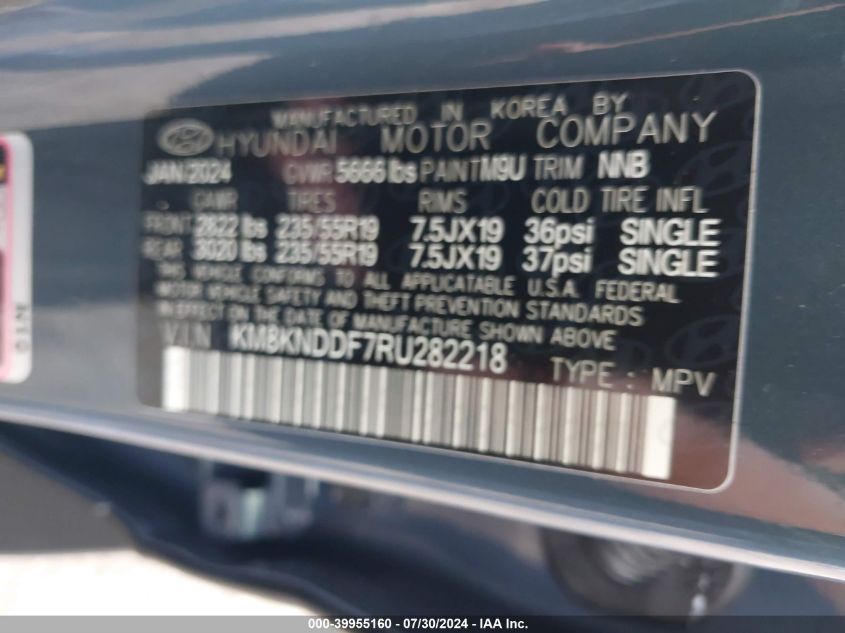 MANUFACTURED IN KOREA BY
HYUNDAI MOTOR COMPANY
JAN/2024 GVWR 5666 lbs PAINT M9U TRIM NNB
GAWR TIRES RIMS COLD TIRE INFL
FRONT 2822 lbs 235/55R19 7.5JX19 36psi SINGLE
REAR 3020 lbs 235/55R19 7.5JX19 37psi SINGLE
THIS VEHICLE CONFORMS TO ALL APPLICABLE U.S.A. FEDERAL
MOTOR VEHICLE SAFETY AND THEFT PREVENTION STANDARDS
IN EFFECT ON THE DATE OF MANUFACTURE SHOWN ABOVE
VIN KM8KNDDF7RU282218
TYPE : MPV
000-39955160 - 07/30/2024 - IAA Inc.